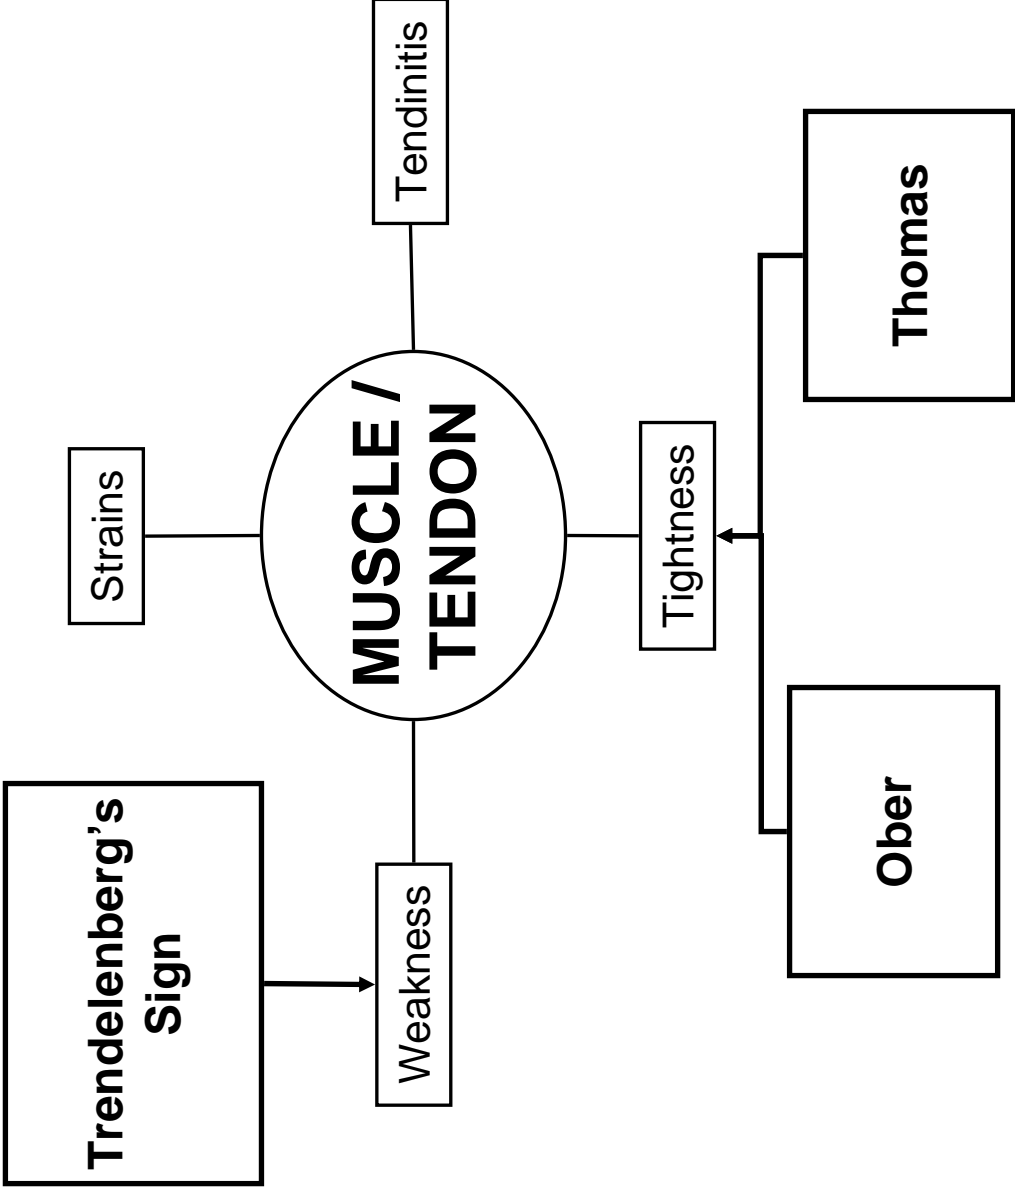 Trendelenberg’s
Sign
Strains
Weakness
MUSCLE /
TENDON
Tendinitis
Tightness
Ober
Thomas